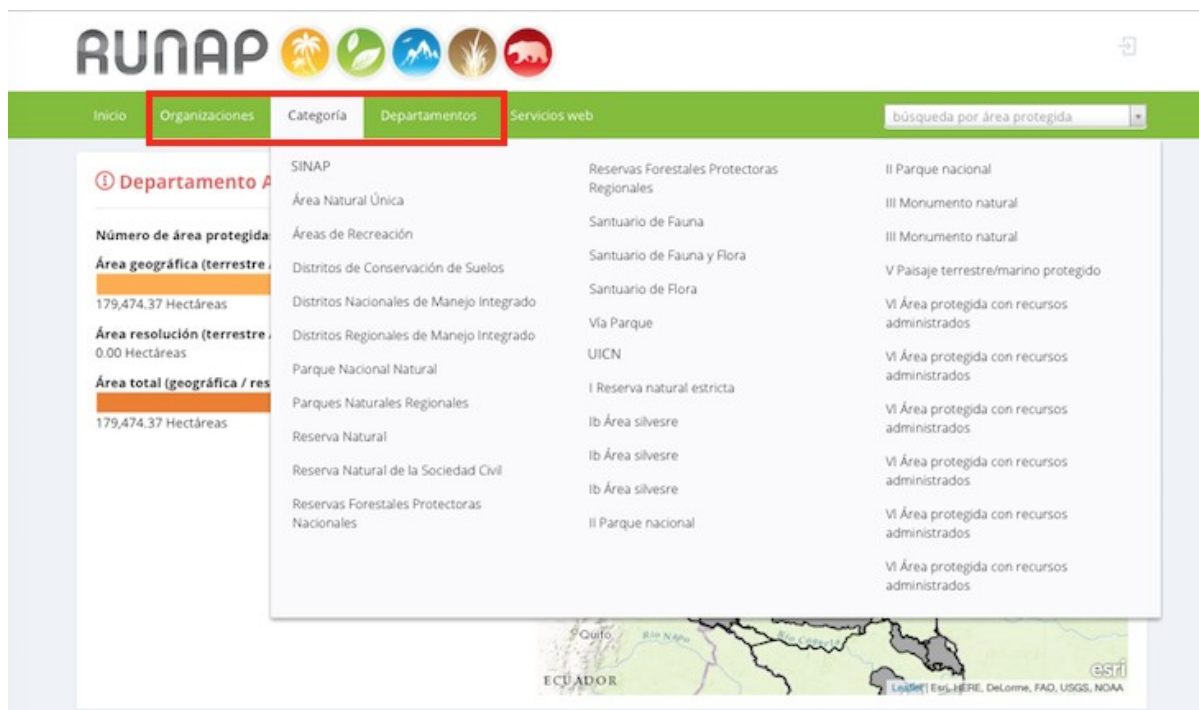 RUNAP
Inicio Organizaciones Categoría Departamentos Servicios web búsqueda por área protegida
Departamento A
Número de área protegida
Área geográfica (terrestre
179,474.37 Hectáreas
Área resolución (terrestre
0.00 Hectáreas
Área total (geográfica / res
179,474.37 Hectáreas
SINAP
Área Natural Única
Áreas de Recreación
Distritos de Conservación de Suelos
Distritos Nacionales de Manejo Integrado
Distritos Regionales de Manejo Integrado
Parque Nacional Natural
Parques Naturales Regionales
Reserva Natural
Reserva Natural de la Sociedad Civil
Reservas Forestales Protectoras
Nacionales
Reservas Forestales Protectoras
Regionales
Santuario de Fauna
Santuario de Fauna y Flora
Santuario de Flora
Vía Parque
UICN
I Reserva natural estricta
Ib Área silvesre
Ib Área silvesre
Ib Área silvesre
II Parque nacional
II Parque nacional
III Monumento natural
III Monumento natural
V Paisaje terrestre/marino protegido
VI Área protegida con recursos
administrados
VI Área protegida con recursos
administrados
VI Área protegida con recursos
administrados
VI Área protegida con recursos
administrados
VI Área protegida con recursos
administrados
VI Área protegida con recursos
administrados
Quito
Río Napo
Río Caquetá
ECUADOR
esri
Leaflet | Esri, HERE, DeLorme, FAO, USGS, NOAA